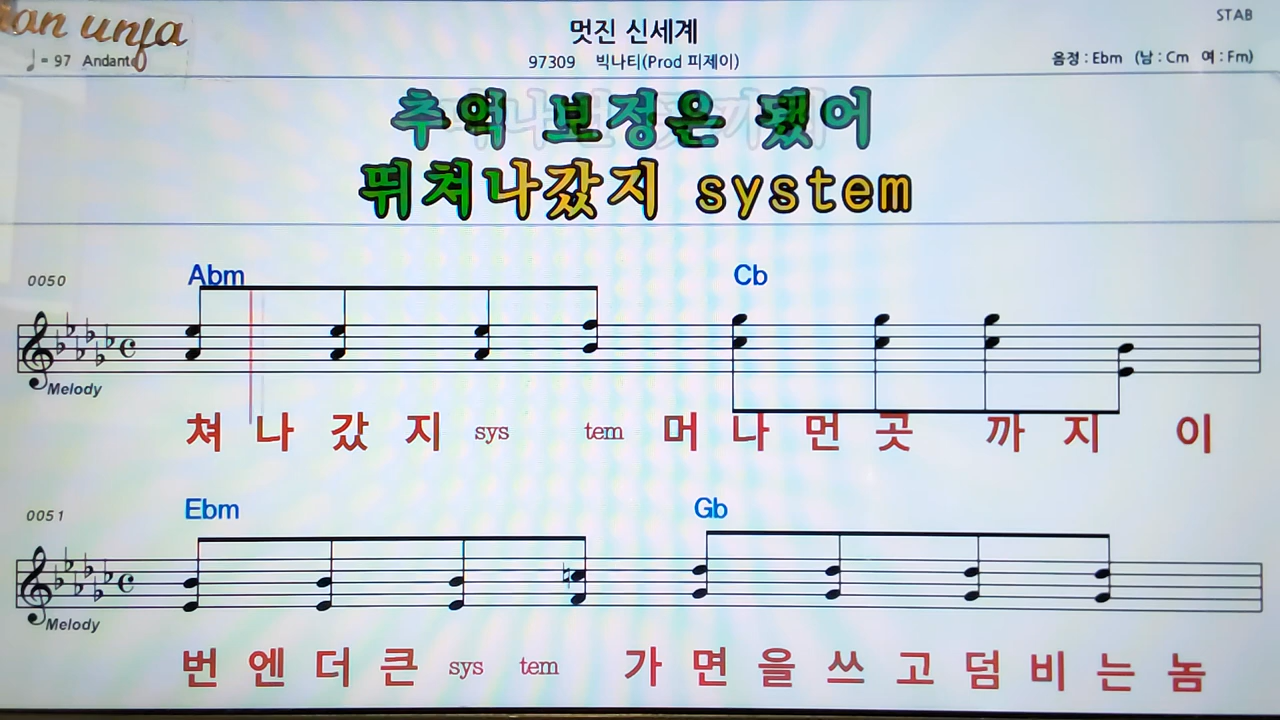 an unja
멋진 신세계
STAB
♩= 97 Andante
97309 빅나티(Prod 피제이)
음정 : Ebm (남 : Cm 여 : Fm)
추억 보정은 됐어
뛰쳐나갔지 system
0050
Abm Cb
Melody
쳐 나 갔 지 sys tem 머 나 먼 곳 까 지 이
0051
Ebm Gb
Melody
번 엔 더 큰 sys tem 가 면 을 쓰 고 덤 비 는 놈